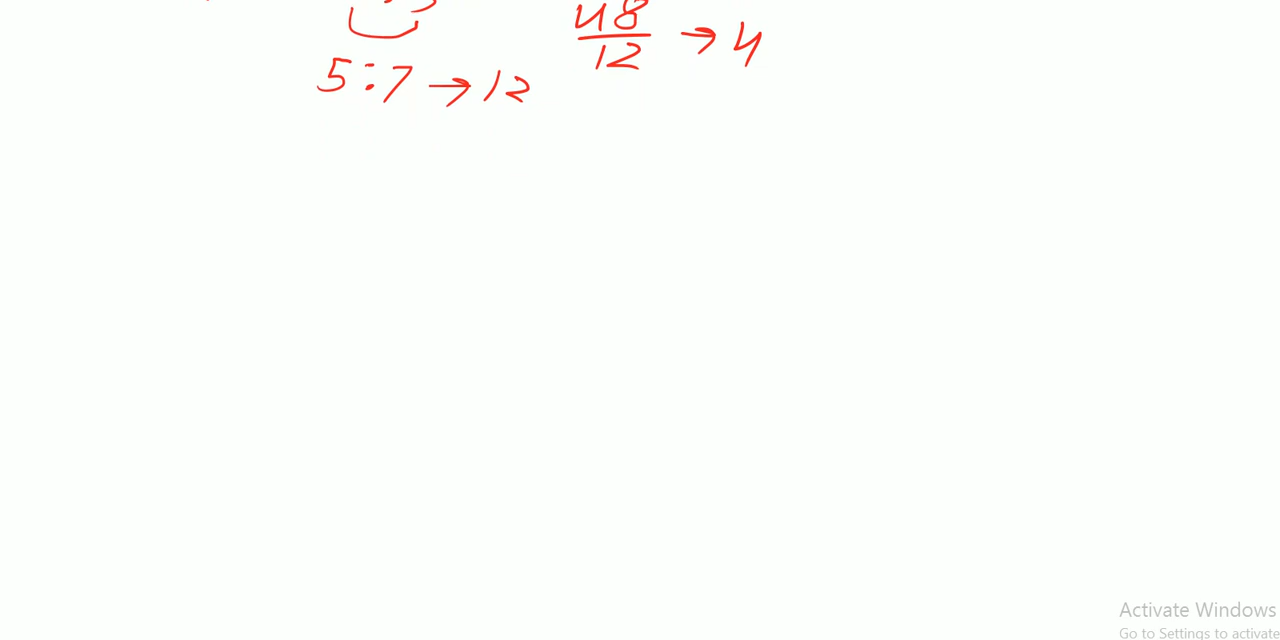 48
12 → 4
5:7 → 12
Activate Windows
Go to Settings to activate